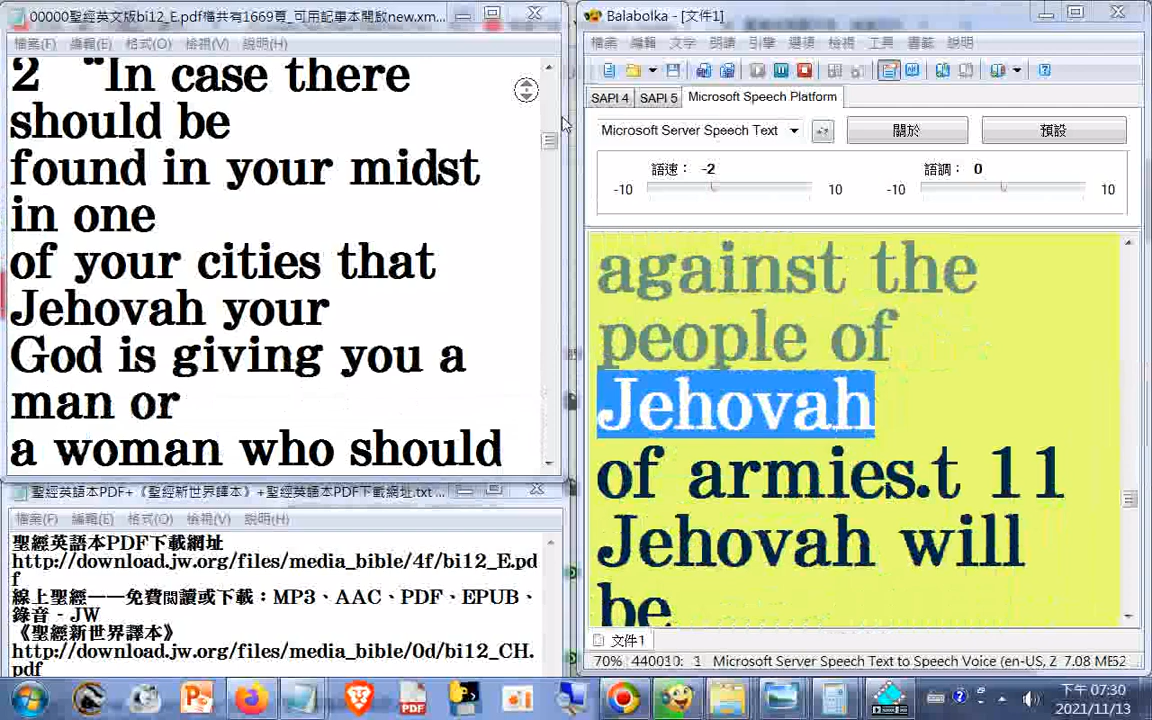 00000聖經英文版bi12_E.pdf檔共有1669頁_可用記事本開啟new.xm...
檔案(F) 編輯(E) 格式(O) 檢視(V) 說明(H)
2 "In case there
should be
found in your midst
in one
of your cities that
Jehovah your
God is giving you a
man or
a woman who should
聖經英語本PDF+《聖經新世界譯本》+聖經英語本PDF下載網址.txt ...
檔案(F) 編輯(E) 格式(O) 檢視(V) 說明(H)
聖經英語本PDF下載網址
http://download.jw.org/files/media_bible/4f/bi12_E.pd
f
線上聖經——免費閱讀或下載：MP3、AAC、PDF、EPUB、
錄音 - JW
《聖經新世界譯本》
http://download.jw.org/files/media_bible/0d/bi12_CH.
pdf
Balabolka - [文件1]
檔案 編輯 文字 朗讀 引擎 選項 檢視 工具 書籤 說明
SAPI 4 SAPI 5 Microsoft Speech Platform
Microsoft Server Speech Text 關於 預設
語速： -2 語調： 0
-10 10 -10 10
against the
people of
Jehovah
of armies.t 11
Jehovah will
be
文件1
70% 440010: 1 Microsoft Server Speech Text to Speech Voice (en-US, Z 7.08 ME52
PDF
下午 07:30
2021/11/13